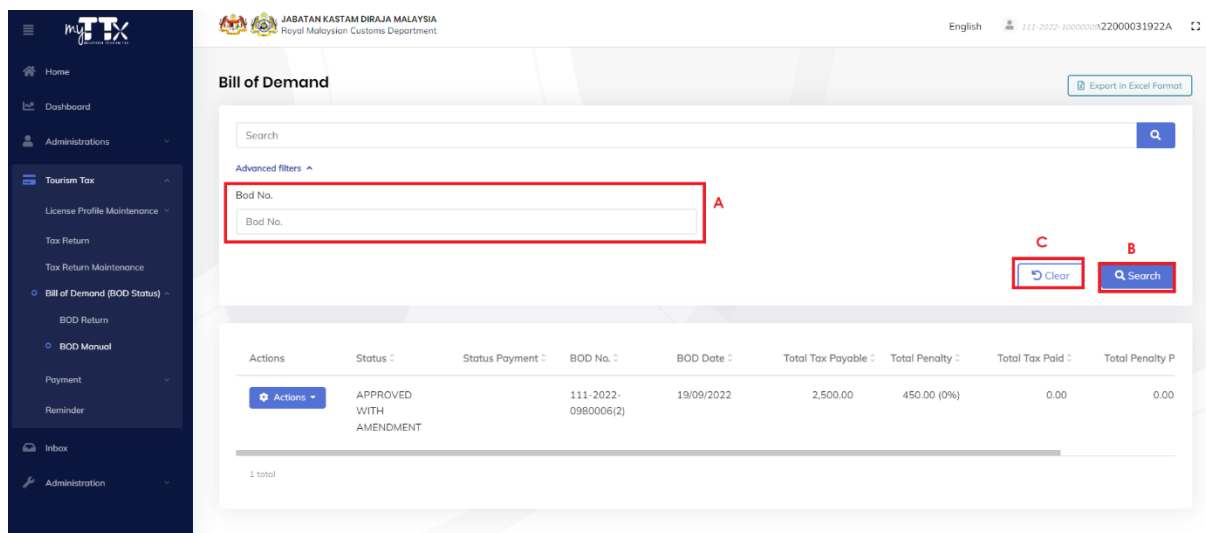 myTTX
JABATAN KASTAM DIRAJA MALAYSIA
Royal Malaysian Customs Department
English
22000031922A
Home
Dashboard
Administrations
Tourism Tax
License Profile Maintenance
Tax Return
Tax Return Maintenance
Bill of Demand (BOD Status)
BOD Return
BOD Manual
Payment
Reminder
Inbox
Administration
Bill of Demand
Export in Excel Format
Search
Advanced filters
Bod No.
Bod No.
A
C
B
Clear
Search
Actions Status Status Payment BOD No. BOD Date Total Tax Payable Total Penalty Total Tax Paid Total Penalty P
Actions APPROVED 111-2022- 19/09/2022 2,500.00 450.00 (0%) 0.00 0.00
WITH 0980006(2)
AMENDMENT
1 total